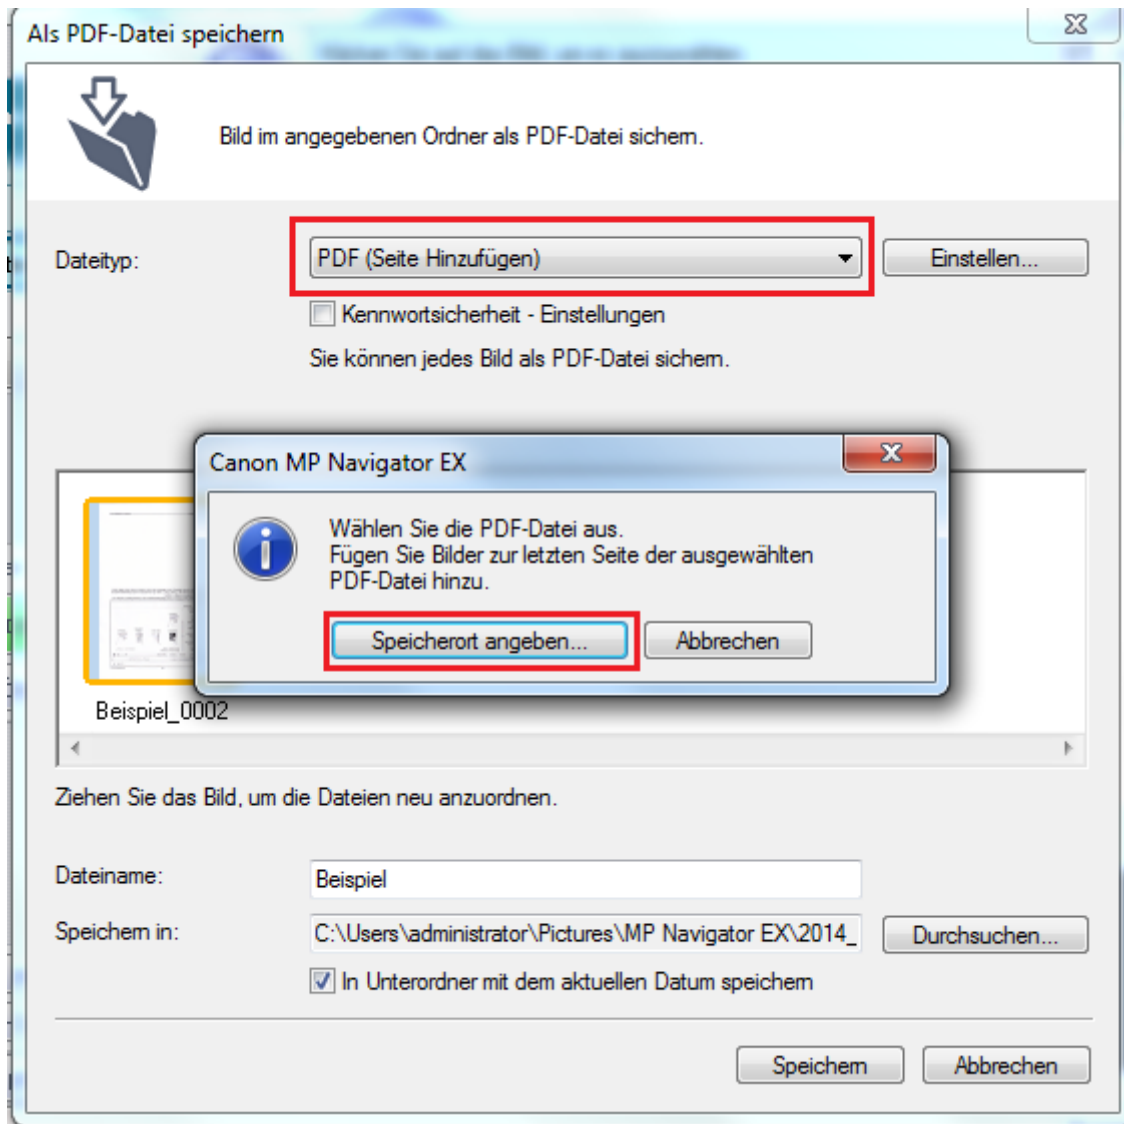 Als PDF-Datei speichern
Bild im angegebenen Ordner als PDF-Datei sichern.
Dateityp:
PDF (Seite Hinzufügen)
Einstellen...
Kennwortsicherheit - Einstellungen
Sie können jedes Bild als PDF-Datei sichern.
Canon MP Navigator EX
Wählen Sie die PDF-Datei aus.
Fügen Sie Bilder zur letzten Seite der ausgewählten
PDF-Datei hinzu.
Speicherort angeben...
Abbrechen
Beispiel_0002
Ziehen Sie das Bild, um die Dateien neu anzuordnen.
Dateiname:
Beispiel
Speichern in:
C:\Users\administrator\Pictures\MP Navigator EX\2014_
Durchsuchen...
In Unterordner mit dem aktuellen Datum speichern
Speichern
Abbrechen